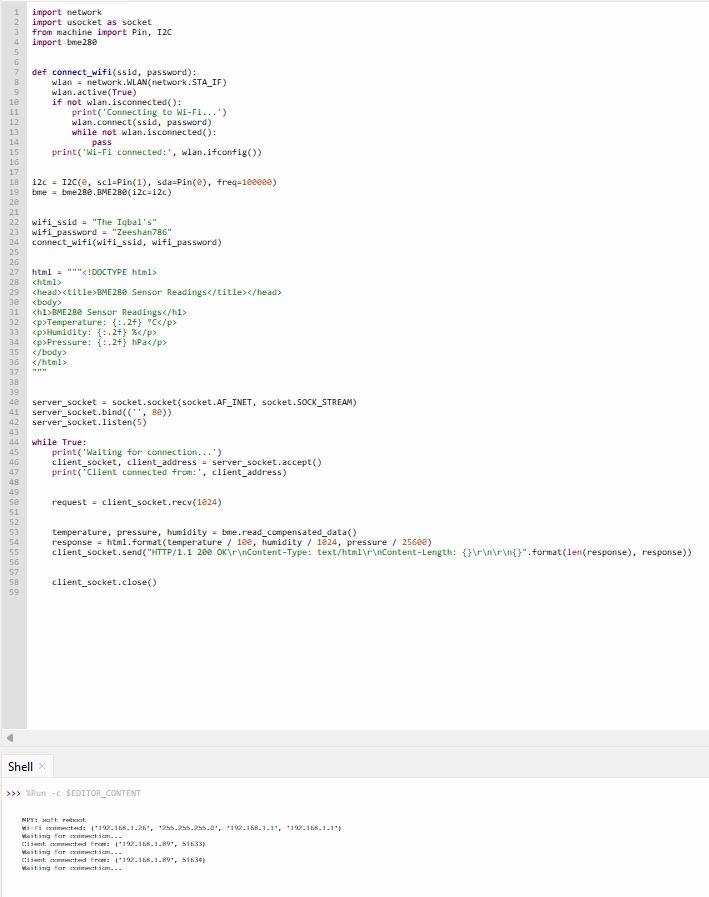 1 import network
2 import usocket as socket
3 from machine import Pin, I2C
4 import bme280
5
6
7 def connect_wifi(ssid, password):
8     wlan = network.WLAN(network.STA_IF)
9     wlan.active(True)
10     if not wlan.isconnected():
11         print('Connecting to Wi-Fi...')
12         wlan.connect(ssid, password)
13         while not wlan.isconnected():
14             pass
15     print('Wi-Fi connected:', wlan.ifconfig())
16
17
18 i2c = I2C(0, scl=Pin(1), sda=Pin(0), freq=100000)
19 bme = bme280.BME280(i2c=i2c)
20
21
22 wifi_ssid = "The Iqbal's"
23 wifi_password = "Zeeshan786"
24 connect_wifi(wifi_ssid, wifi_password)
25
26
27 html = """<!DOCTYPE html>
28 <html>
29 <head><title>BME280 Sensor Readings</title></head>
30 <body>
31 <h1>BME280 Sensor Readings</h1>
32 <p>Temperature: {:.2f} °C</p>
33 <p>Humidity: {:.2f} %</p>
34 <p>Pressure: {:.2f} hPa</p>
35 </body>
36 </html>
37 """
38
39
40 server_socket = socket.socket(socket.AF_INET, socket.SOCK_STREAM)
41 server_socket.bind(('', 80))
42 server_socket.listen(5)
43
44 while True:
45     print('Waiting for connection...')
46     client_socket, client_address = server_socket.accept()
47     print('Client connected from:', client_address)
48
49
50     request = client_socket.recv(1024)
51
52
53     temperature, pressure, humidity = bme.read_compensated_data()
54     response = html.format(temperature / 100, humidity / 1024, pressure / 25600)
55     client_socket.send("HTTP/1.1 200 OK\r\nContent-Type: text/html\r\nContent-Length: {}\r\n\r\n{}".format(len(response), response))
56
57
58     client_socket.close()
59
Shell ×
>>> %Run -c $EDITOR_CONTENT
MPY: soft reboot
Wi-Fi connected: ('192.168.1.26', '255.255.255.0', '192.168.1.1', '192.168.1.1')
Waiting for connection...
Client connected from: ('192.168.1.89', 51633)
Waiting for connection...
Client connected from: ('192.168.1.89', 51634)
Waiting for connection...